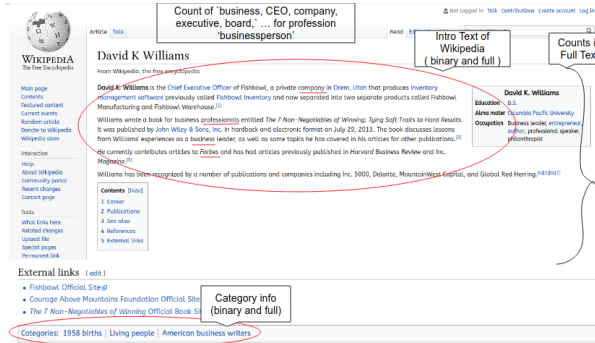 Count of `business, CEO, company,
executive, board,` ... for profession
'businessperson'
Not logged in Talk Contributions Create account Log in
Article Talk
Read
Intro Text of
Wikipedia
( binary and full )
Counts i
Full Tex
WIKIPEDIA
The Free Encyclopedia
David K Williams
From Wikipedia, the free encyclopedia
David K. Williams is the Chief Executive Officer of Fishbowl, a private company in Orem, Utah that produces inventory
management software previously called Fishbowl Inventory and now separated into two separate products called Fishbowl
Manufacturing and Fishbowl Warehouse.[1]
Williams wrote a book for business professionals entitled The 7 Non-Negotiables of Winning: Tying Soft Traits to Hard Results.
It was published by John Wiley & Sons, Inc. in hardback and electronic format on July 29, 2013. The book discusses lessons
from Williams' experiences as a business leader, as well as some topics he has covered in his articles for other publications.[2]
He currently contributes articles to Forbes and has had articles previously published in Harvard Business Review and Inc.
Magazine.[3]
Williams has been recognized by a number of publications and companies including Inc. 5000, Deloitte, MountainWest Capital, and Global Red Herring.[4][5][6][7]
David K. Williams
Education B.S.
Alma mater Columbia Pacific University
Occupation Business leader, entrepreneur,
author, professional speaker,
philanthropist
Main page
Contents
Featured content
Current events
Random article
Donate to Wikipedia
Wikipedia store
Interaction
Help
About Wikipedia
Community portal
Recent changes
Contact page
Tools
What links here
Related changes
Upload file
Special pages
Permanent link
Contents [hide]
1 Career
2 Publications
3 See also
4 References
5 External links
External links [ edit ]
Fishbowl Official Site
Courage Above Mountains Foundation Official Site
The 7 Non-Negotiables of Winning Official Book Si
Category info
(binary and full)
Categories: 1958 births | Living people | American business writers